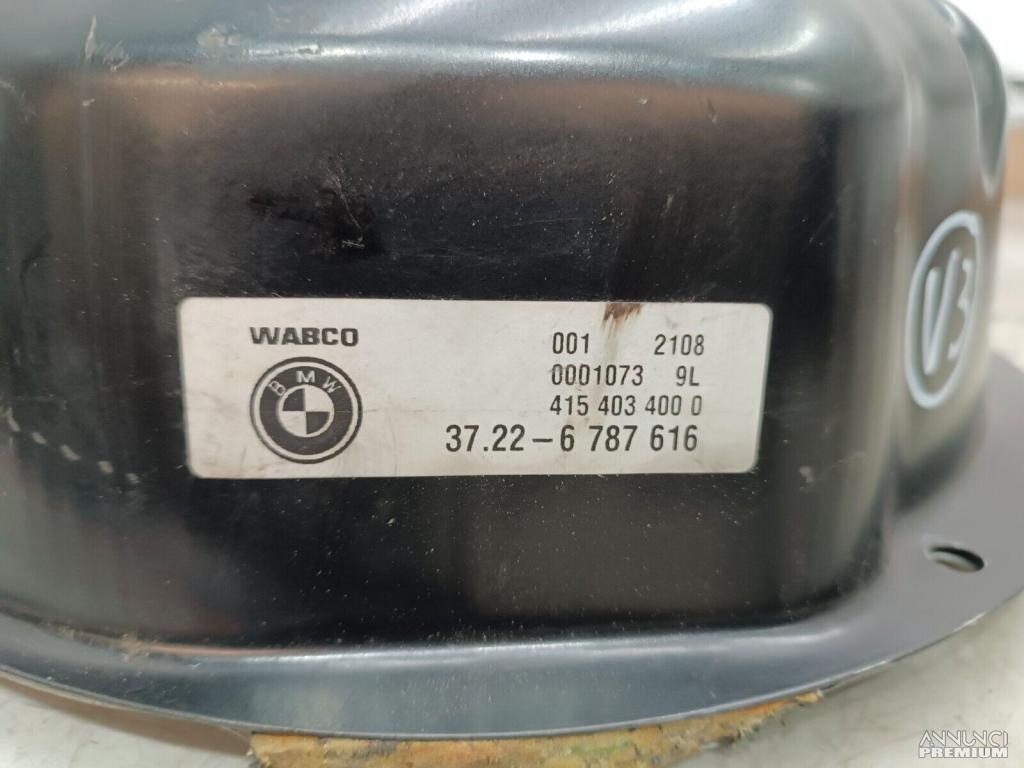 WABCO
BMW
001 2108
0001073 9L
415 403 400 0
37.22-6 787 616
V3
ANNUNCI
PREMIUM